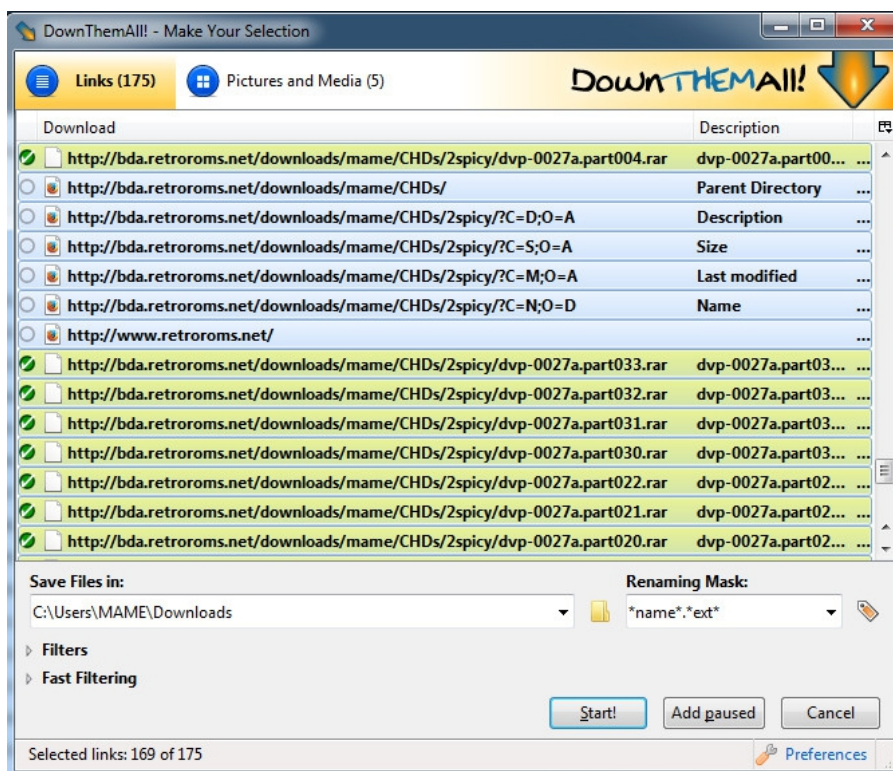 DownThemAll! - Make Your Selection
Links (175) Pictures and Media (5) DownTHEMAll!
Download Description
http://bda.retroroms.net/downloads/mame/CHDs/2spicy/dvp-0027a.part004.rar dvp-0027a.part00... ...
http://bda.retroroms.net/downloads/mame/CHDs/ Parent Directory ...
http://bda.retroroms.net/downloads/mame/CHDs/2spicy/?C=D;O=A Description ...
http://bda.retroroms.net/downloads/mame/CHDs/2spicy/?C=S;O=A Size ...
http://bda.retroroms.net/downloads/mame/CHDs/2spicy/?C=M;O=A Last modified ...
http://bda.retroroms.net/downloads/mame/CHDs/2spicy/?C=N;O=D Name ...
http://www.retroroms.net/ ...
http://bda.retroroms.net/downloads/mame/CHDs/2spicy/dvp-0027a.part033.rar dvp-0027a.part03... ...
http://bda.retroroms.net/downloads/mame/CHDs/2spicy/dvp-0027a.part032.rar dvp-0027a.part03... ...
http://bda.retroroms.net/downloads/mame/CHDs/2spicy/dvp-0027a.part031.rar dvp-0027a.part03... ...
http://bda.retroroms.net/downloads/mame/CHDs/2spicy/dvp-0027a.part030.rar dvp-0027a.part03... ...
http://bda.retroroms.net/downloads/mame/CHDs/2spicy/dvp-0027a.part022.rar dvp-0027a.part02... ...
http://bda.retroroms.net/downloads/mame/CHDs/2spicy/dvp-0027a.part021.rar dvp-0027a.part02... ...
http://bda.retroroms.net/downloads/mame/CHDs/2spicy/dvp-0027a.part020.rar dvp-0027a.part02... ...
Save Files in: Renaming Mask:
C:\Users\MAME\Downloads *name*.*ext*
Filters
Fast Filtering
Start! Add paused Cancel
Selected links: 169 of 175 Preferences